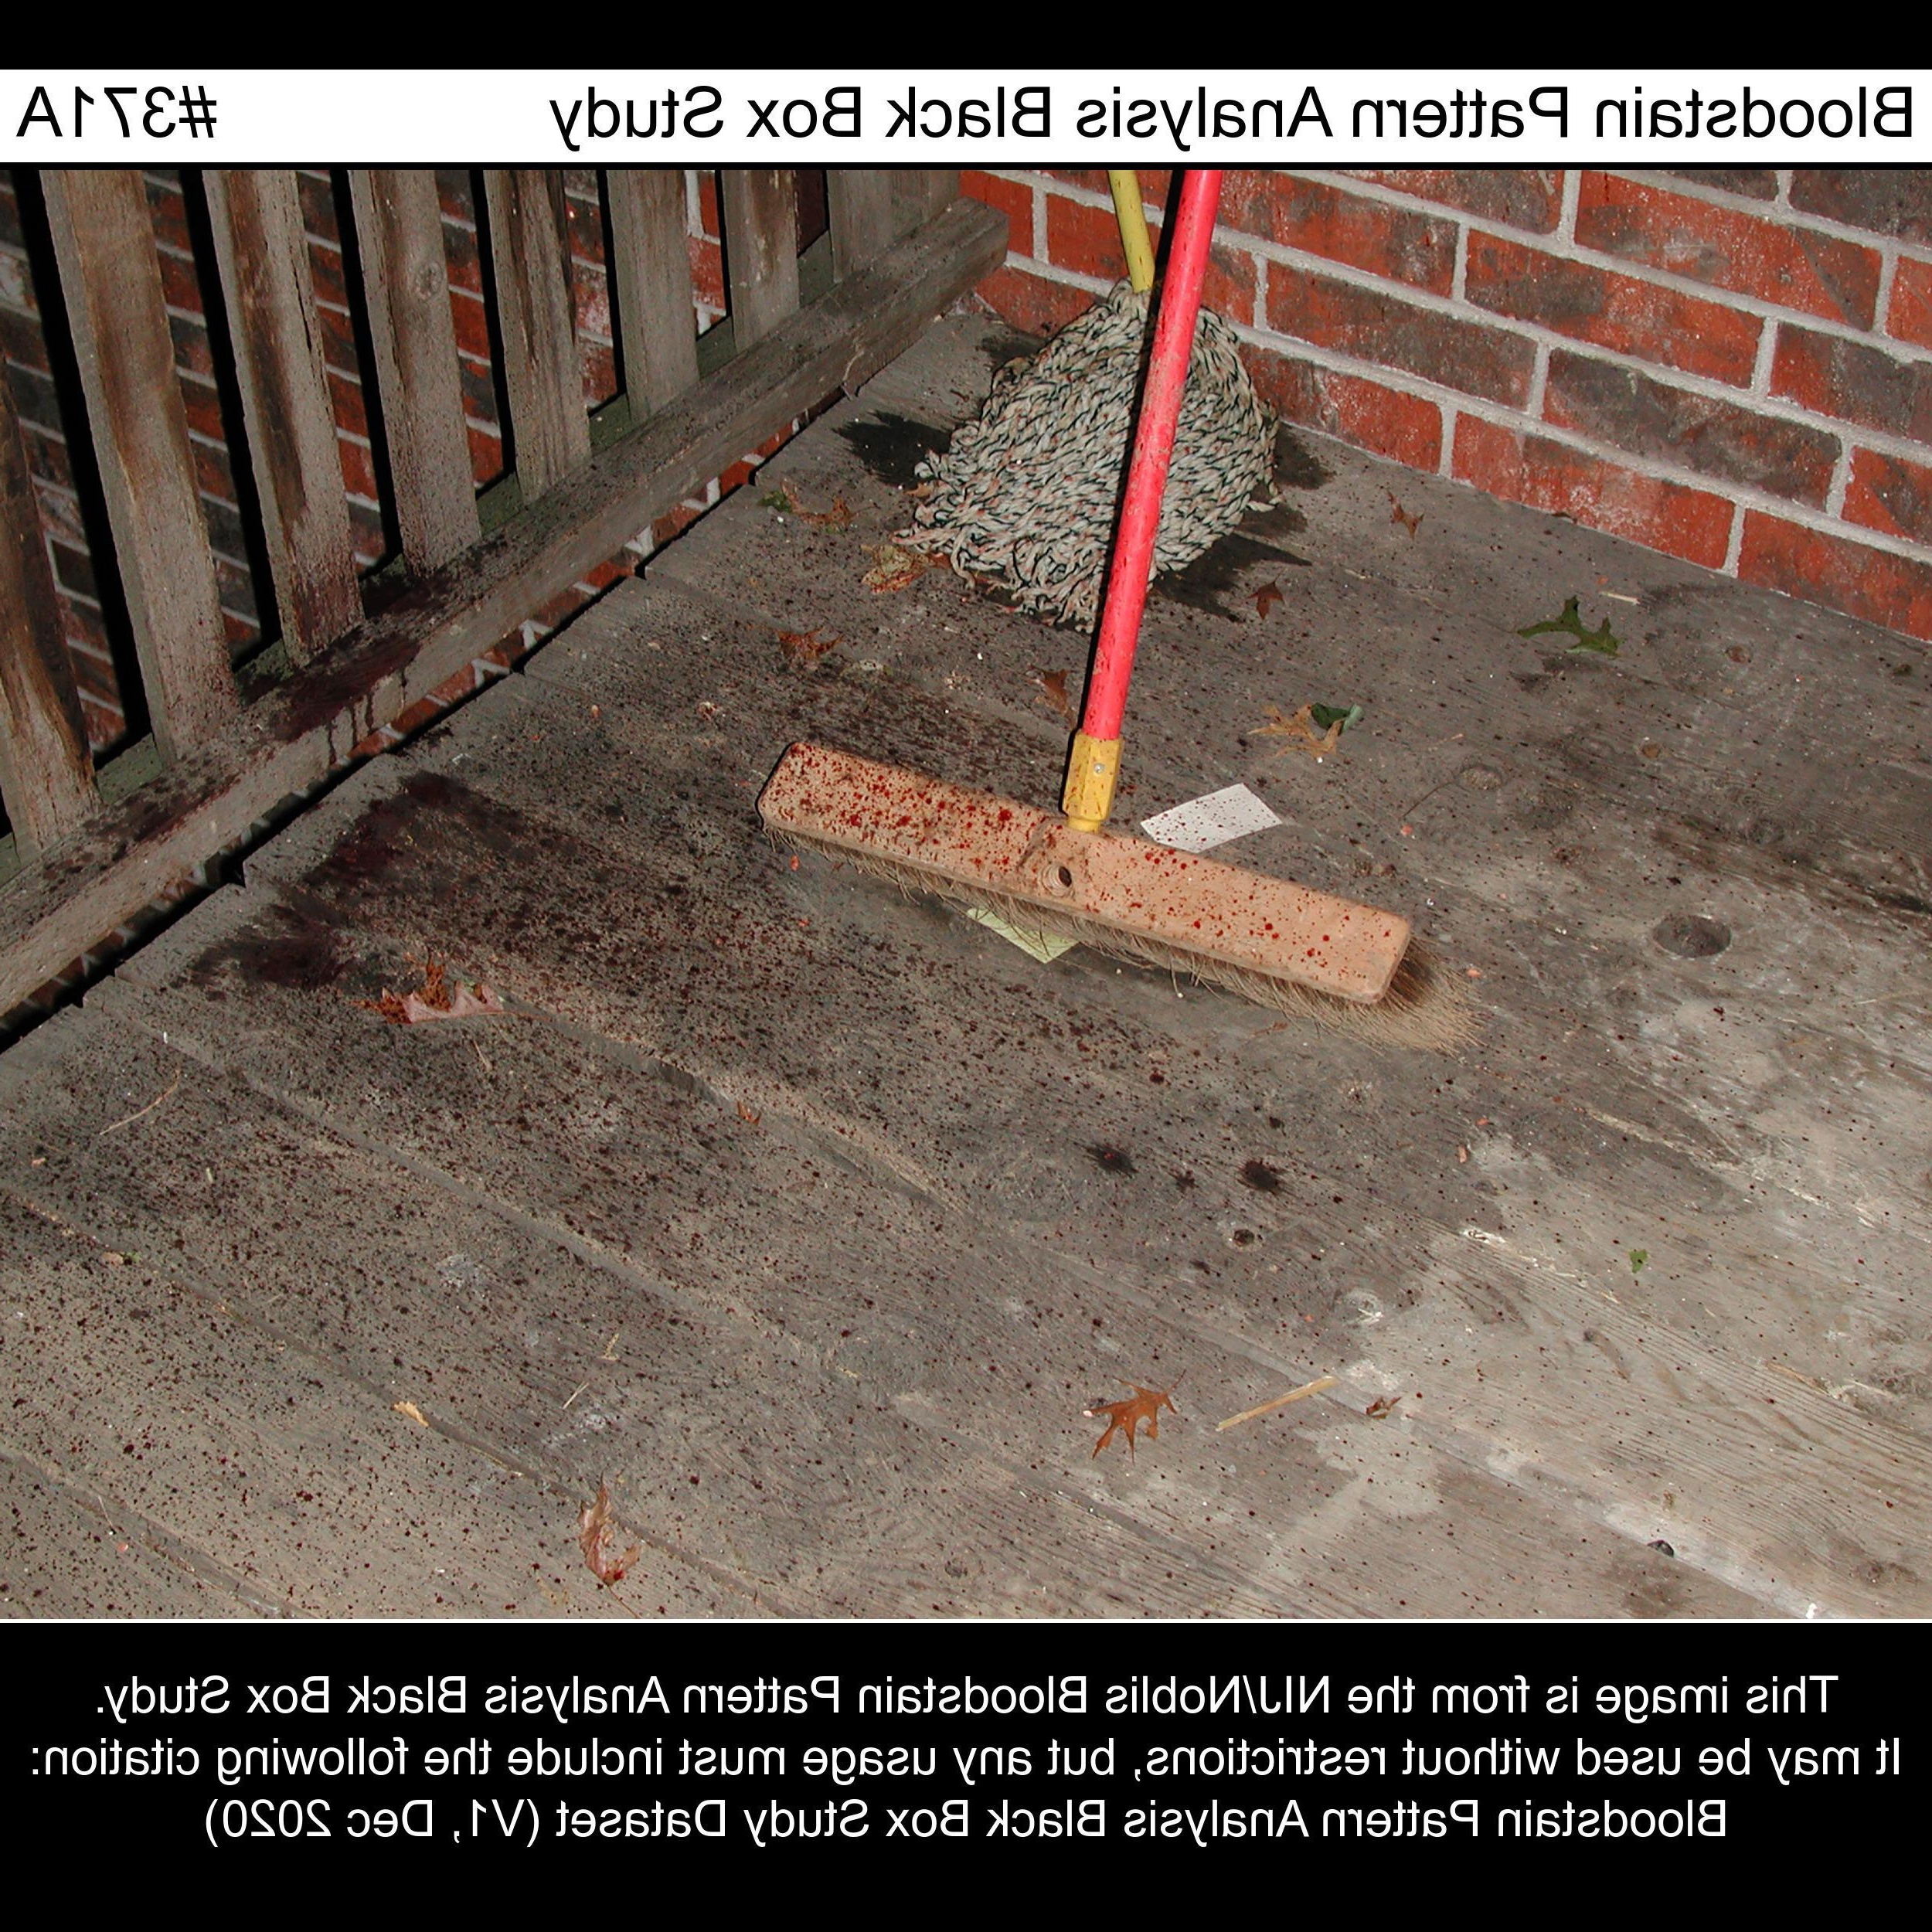 Bloodstain Pattern Analysis Black Box Study #371A
This image is from the NIJ/Noblis Bloodstain Pattern Analysis Black Box Study.
It may be used without restrictions, but any usage must include the following citation:
Bloodstain Pattern Analysis Black Box Study Dataset (V1, Dec 2020)